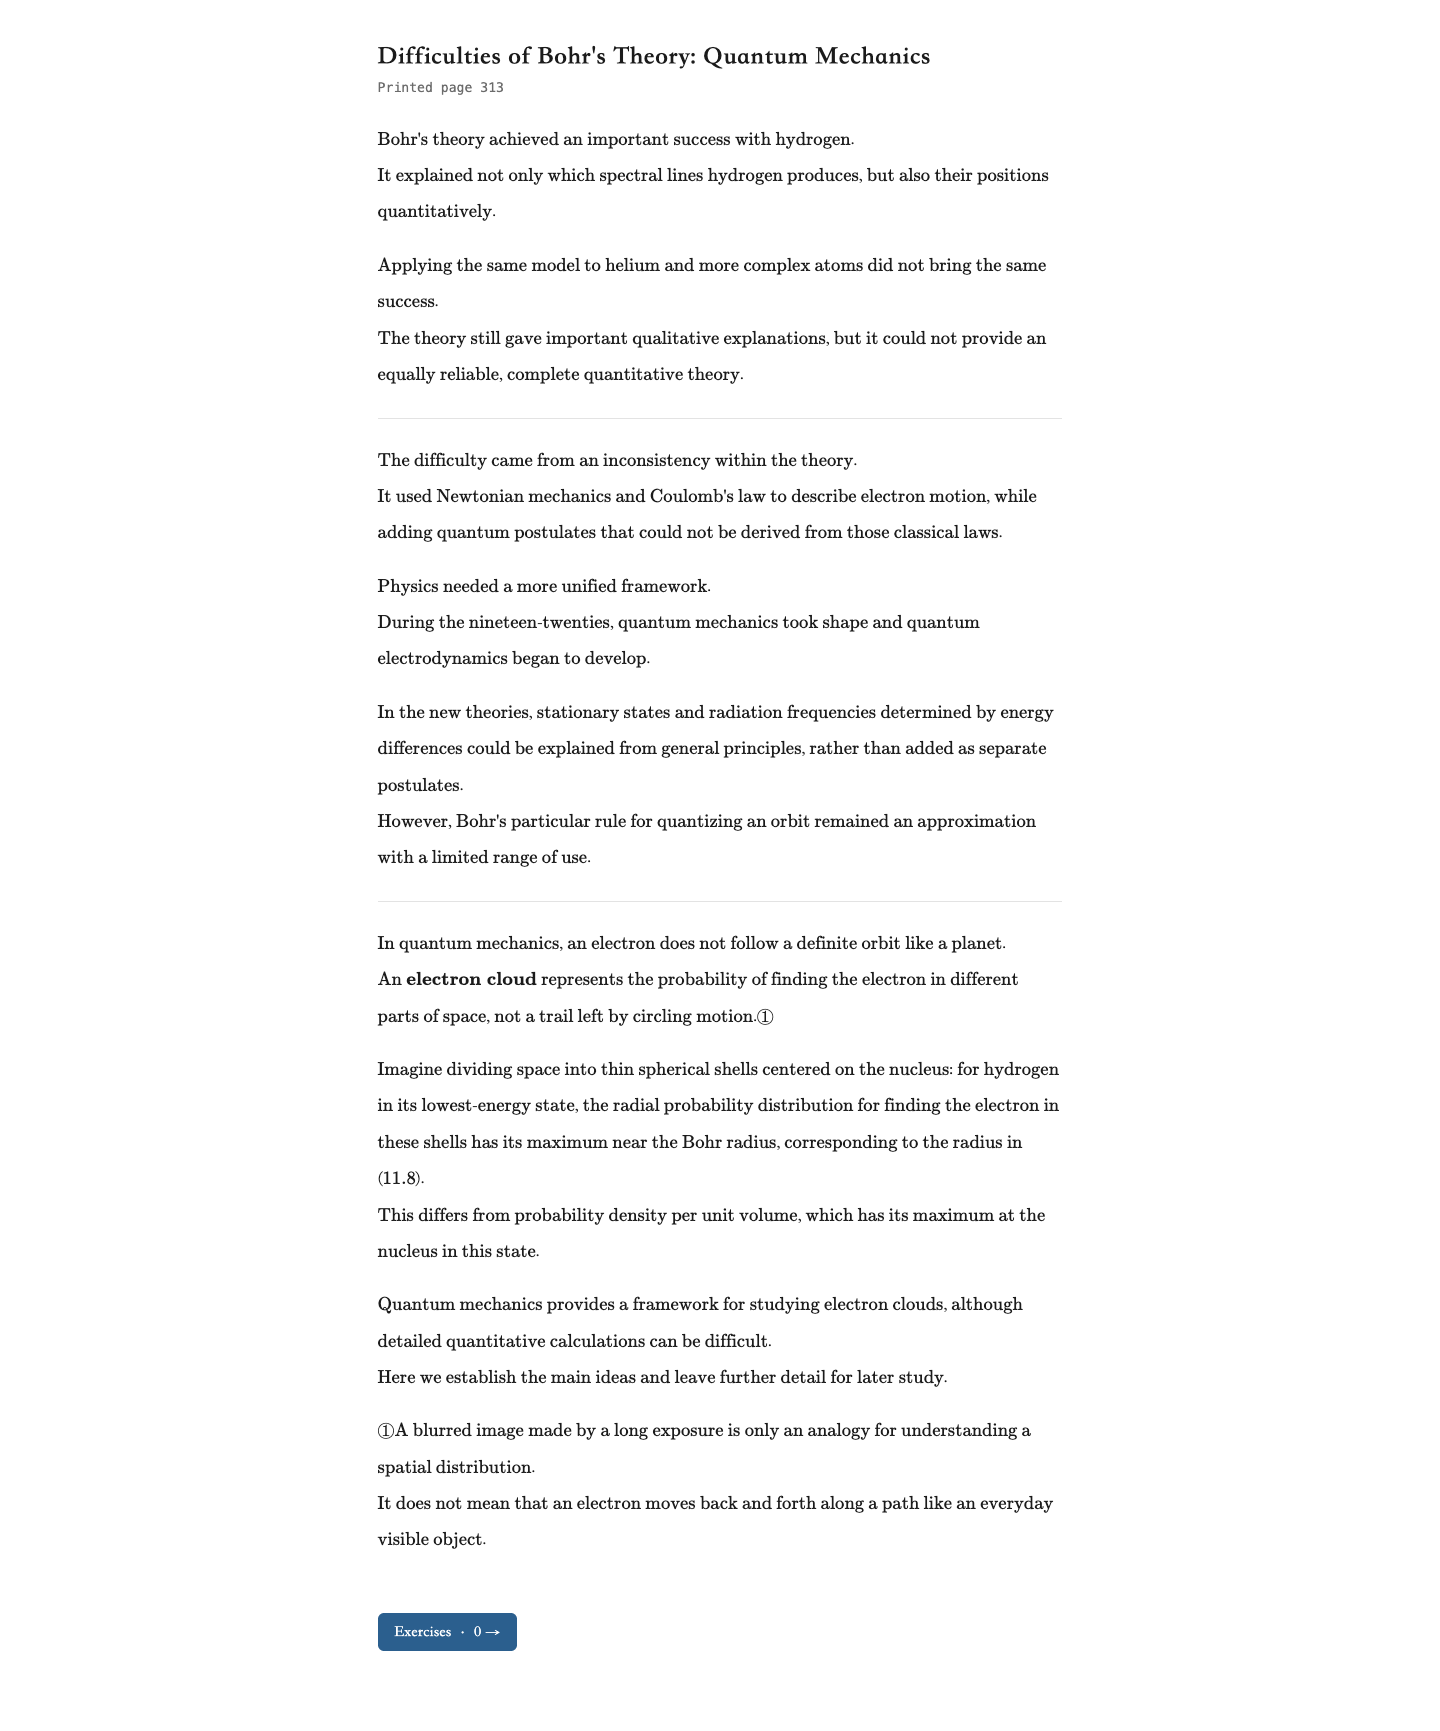 Difficulties of Bohr's Theory: Quantum Mechanics
Printed page 313
Bohr's theory achieved an important success with hydrogen.
It explained not only which spectral lines hydrogen produces, but also their positions
quantitatively.
Applying the same model to helium and more complex atoms did not bring the same
success.
The theory still gave important qualitative explanations, but it could not provide an
equally reliable, complete quantitative theory.
The difficulty came from an inconsistency within the theory.
It used Newtonian mechanics and Coulomb's law to describe electron motion, while
adding quantum postulates that could not be derived from those classical laws.
Physics needed a more unified framework.
During the nineteen-twenties, quantum mechanics took shape and quantum
electrodynamics began to develop.
In the new theories, stationary states and radiation frequencies determined by energy
differences could be explained from general principles, rather than added as separate
postulates.
However, Bohr's particular rule for quantizing an orbit remained an approximation
with a limited range of use.
In quantum mechanics, an electron does not follow a definite orbit like a planet.
An electron cloud represents the probability of finding the electron in different
parts of space, not a trail left by circling motion.①
Imagine dividing space into thin spherical shells centered on the nucleus: for hydrogen
in its lowest-energy state, the radial probability distribution for finding the electron in
these shells has its maximum near the Bohr radius, corresponding to the radius in
(11.8).
This differs from probability density per unit volume, which has its maximum at the
nucleus in this state.
Quantum mechanics provides a framework for studying electron clouds, although
detailed quantitative calculations can be difficult.
Here we establish the main ideas and leave further detail for later study.
①A blurred image made by a long exposure is only an analogy for understanding a
spatial distribution.
It does not mean that an electron moves back and forth along a path like an everyday
visible object.
Exercises · 0 →